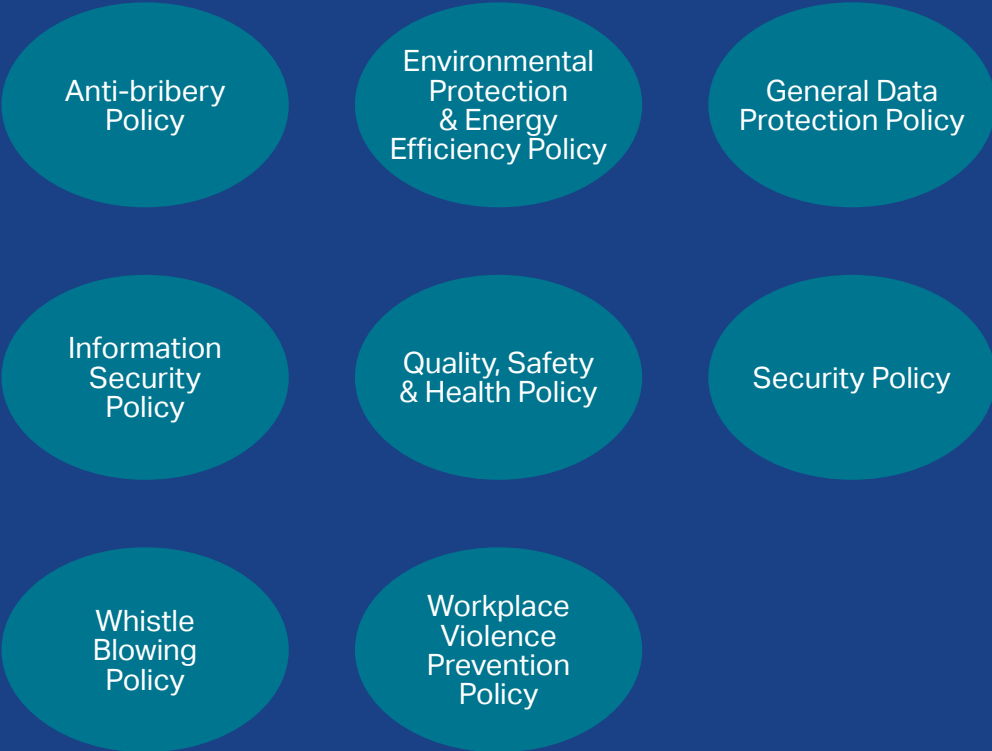 Anti-bribery
Policy
Environmental
Protection
& Energy
Efficiency Policy
General Data
Protection Policy
Information
Security
Policy
Quality, Safety
& Health Policy
Security Policy
Whistle
Blowing
Policy
Workplace
Violence
Prevention
Policy